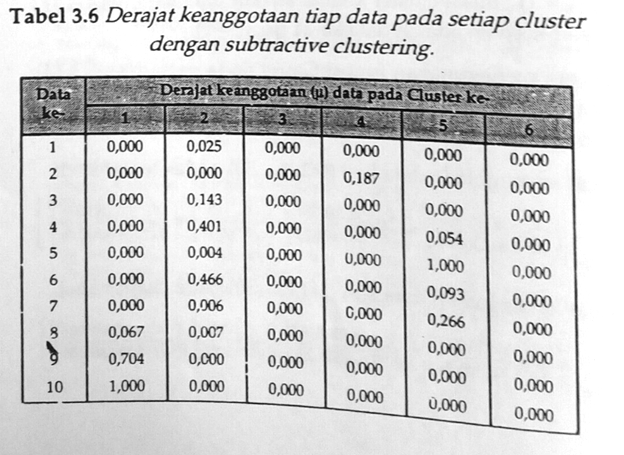 Tabel 3.6 Derajat keanggotaan tiap data pada setiap cluster
dengan subtractive clustering.
Data ke- Derajat keanggotaan (μ) data pada Cluster ke-
1 2 3 4 5 6
1 0,000 0,025 0,000 0,000 0,000 0,000
2 0,000 0,000 0,000 0,187 0,000 0,000
3 0,000 0,143 0,000 0,000 0,000 0,000
4 0,000 0,401 0,000 0,000 0,054 0,000
5 0,000 0,004 0,000 0,000 1,000 0,000
6 0,000 0,466 0,000 0,000 0,093 0,000
7 0,000 0,006 0,000 0,000 0,266 0,000
8 0,067 0,007 0,000 0,000 0,000 0,000
9 0,704 0,000 0,000 0,000 0,000 0,000
10 1,000 0,000 0,000 0,000 0,000 0,000